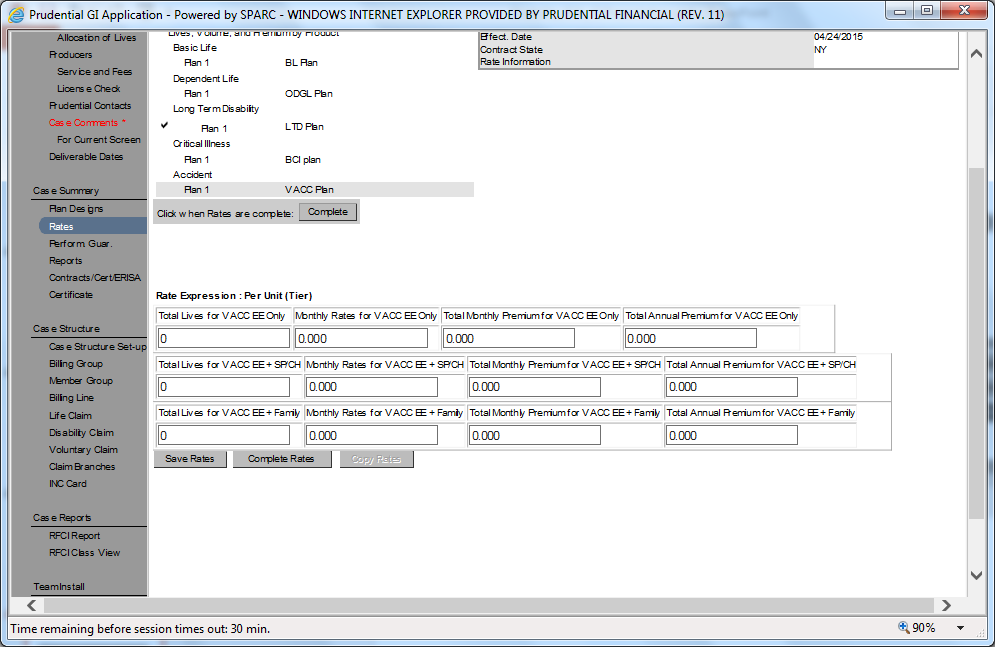 Prudential GI Application - Powered by SPARC - WINDOWS INTERNET EXPLORER PROVIDED BY PRUDENTIAL FINANCIAL (REV. 11)
Allocation of Lives
Producers
Service and Fees
License Check
Prudential Contacts
Case Comments *
For Current Screen
Deliverable Dates
Case Summary
Plan Designs
Rates
Perform. Guar.
Reports
Contracts/Cert/ERISA
Certificate
Case Structure
Case Structure Set-up
Billing Group
Member Group
Billing Line
Life Claim
Disability Claim
Voluntary Claim
Claim Branches
INC Card
Case Reports
RFCI Report
RFCI Class View
TeamInstall
Lives, Volume, and Premium by Product
Basic Life
Plan 1 BL Plan
Dependent Life
Plan 1 ODGL Plan
Long Term Disability
Plan 1 LTD Plan
Critical Illness
Plan 1 BCI plan
Accident
Plan 1 VACC Plan
Click when Rates are complete: Complete
Effect. Date 04/24/2015
Contract State NY
Rate Information
Rate Expression : Per Unit (Tier)
Total Lives for VACC EE Only Monthly Rates for VACC EE Only Total Monthly Premium for VACC EE Only Total Annual Premium for VACC EE Only
0 0.000 0.000 0.000
Total Lives for VACC EE + SP/CH Monthly Rates for VACC EE + SP/CH Total Monthly Premium for VACC EE + SP/CH Total Annual Premium for VACC EE + SP/CH
0 0.000 0.000 0.000
Total Lives for VACC EE + Family Monthly Rates for VACC EE + Family Total Monthly Premium for VACC EE + Family Total Annual Premium for VACC EE + Family
0 0.000 0.000 0.000
Save Rates Complete Rates Copy Rates
Time remaining before session times out: 30 min. 90%